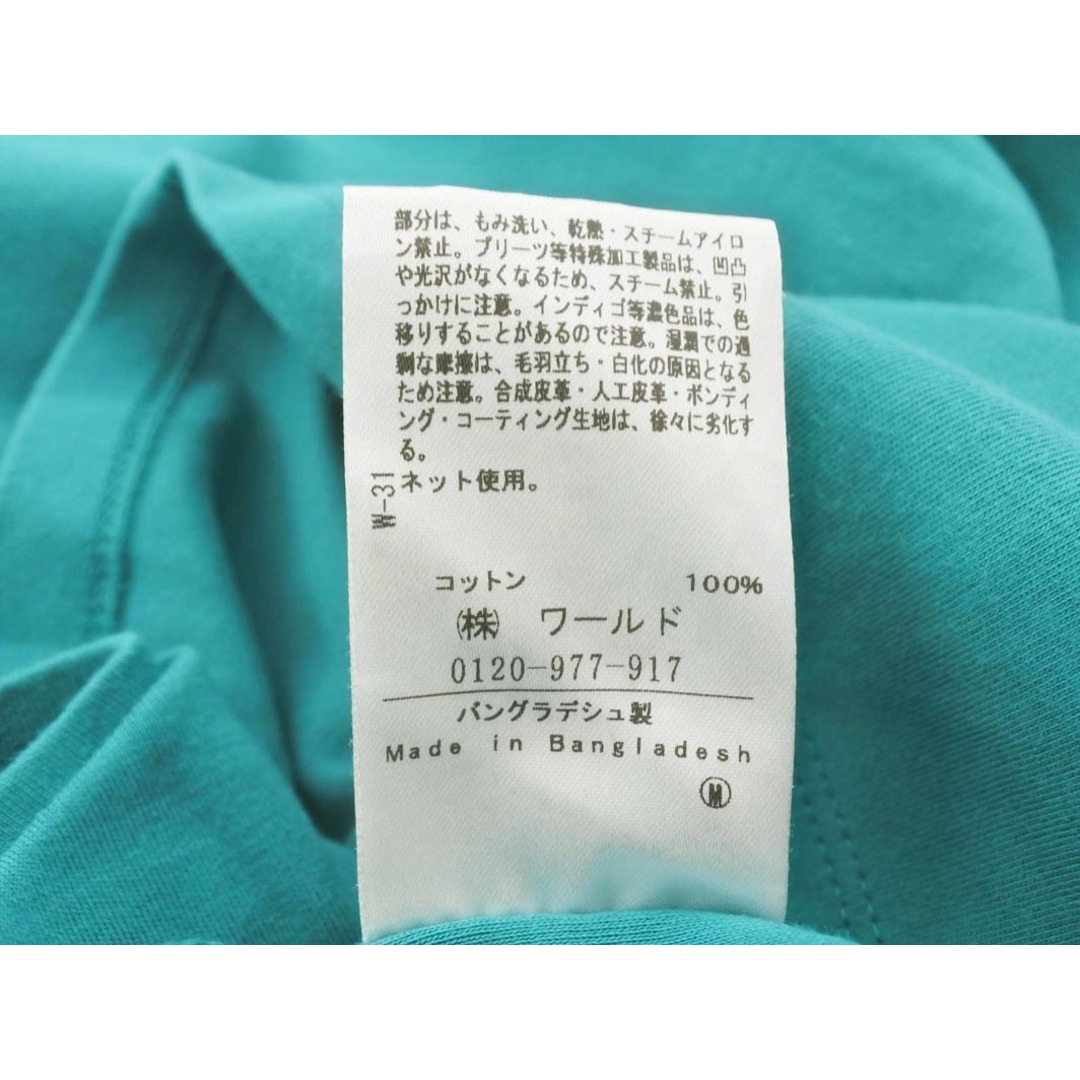 部分は、もみ洗い、乾熱・スチームアイロ
ン禁止。プリーツ等特殊加工製品は、凹凸
や光沢がなくなるため、スチーム禁止。引
っかけに注意。インディゴ等濃色品は、色
移りすることがあるので注意。湿潤での過
剰な摩擦は、毛羽立ち・白化の原因となる
ため注意。合成皮革・人工皮革・ボンディ
ング・コーティング生地は、徐々に劣化す
る。
ネット使用。
W-31
コットン 100%
㈱ ワールド
0120-977-917
バングラデシュ製
Made in Bangladesh
Ⓜ